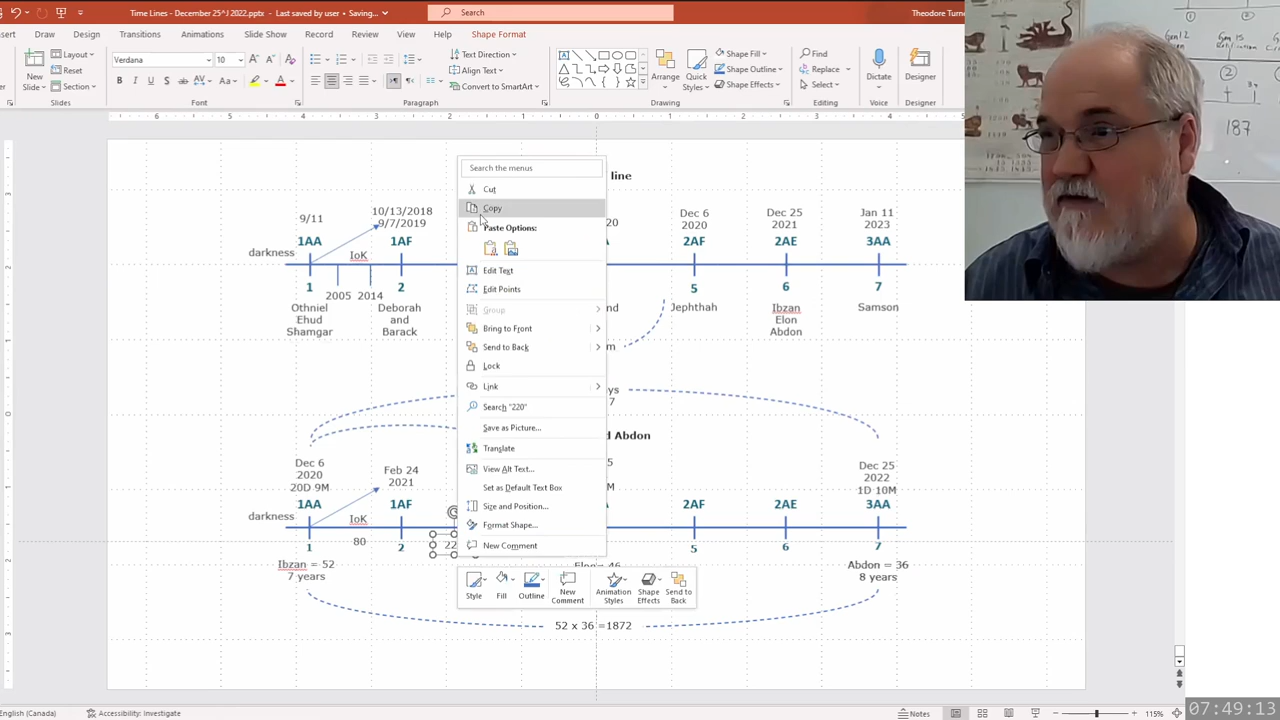 Time Lines - December 25^J 2022.pptx • Last saved by user • Saving...
Search
Theodore Turne
nsert Draw Design Transitions Animations Slide Show Record Review View Help Shape Format
New
Slide
Layout
Reset
Section
Slides
Verdana 10
Font
Text Direction
Align Text
Convert to SmartArt
Paragraph
Arrange
Quick
Styles
Shape Fill
Shape Outline
Shape Effects
Drawing
Find
Replace
Select
Editing
Dictate
Voice
Designer
Designer
187
line
9/11
10/13/2018
9/7/2019
20
Dec 6
2020
Dec 25
2021
Jan 11
2023
1AA 1AF A 2AF 2AE 3AA
darkness
IoK
1 2 5 6 7
2005 2014
Othniel
Ehud
Shamgar
Deborah
and
Barack
nd
Jephthah
Ibzan
Elon
Abdon
Samson
m
ys
7
d Abdon
Dec 6
2020
20D 9M
Feb 24
2021
5
M
Dec 25
2022
1D 10M
1AA 1AF A 2AF 2AE 3AA
darkness
IoK
80
22
1 2 5 6 7
Ibzan = 52
7 years
Elon= 46
Abdon = 36
8 years
52 x 36 =1872
Search the menus
Cut
Copy
Paste Options:
Edit Text
Edit Points
Group
Bring to Front
Send to Back
Lock
Link
Search "220"
Save as Picture...
Translate
View Alt Text...
Set as Default Text Box
Size and Position...
Format Shape...
New Comment
Style
Fill
Outline
New
Comment
Animation
Styles
Shape
Effects
Send to
Back
English (Canada)
Accessibility: Investigate
Notes
115%
07:49:13